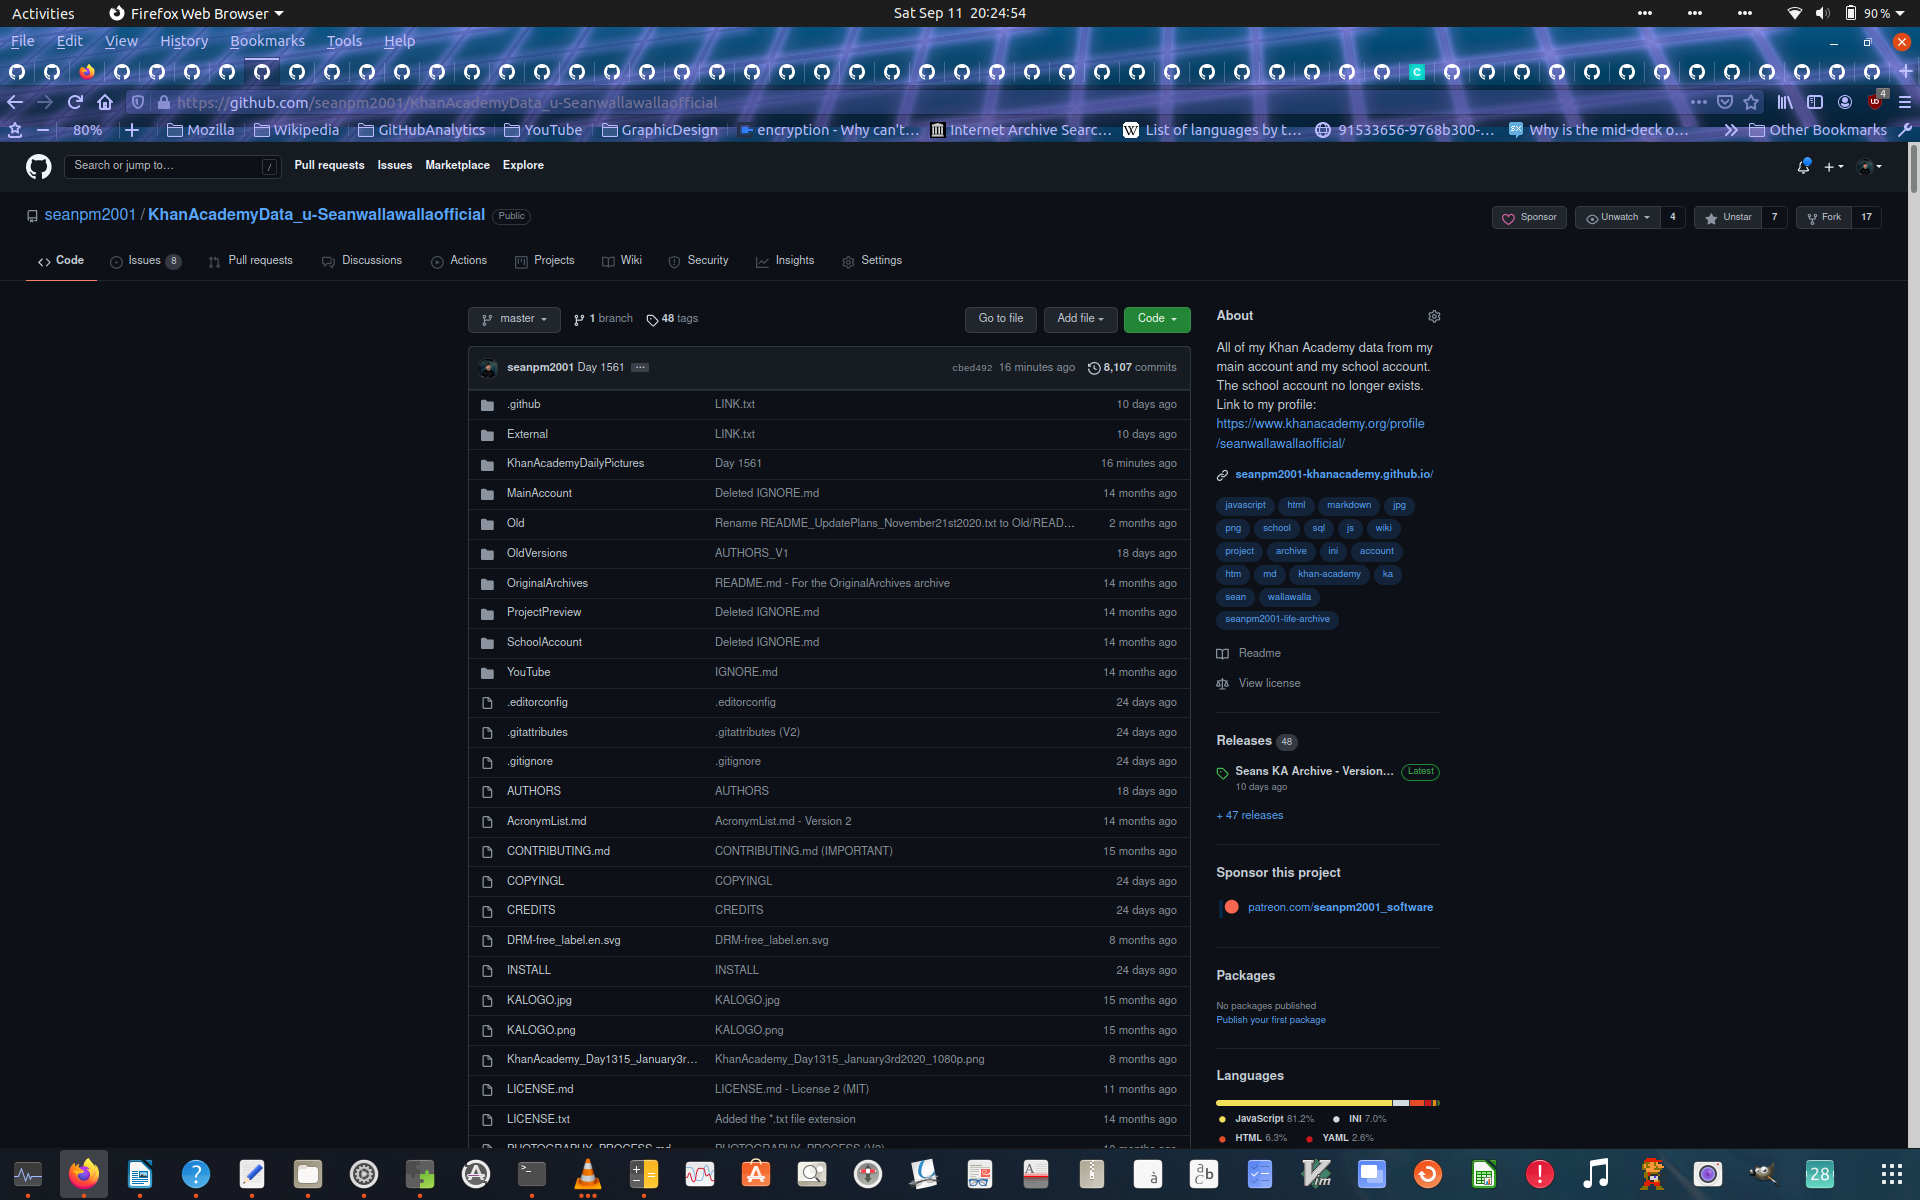 Activities Firefox Web Browser Sat Sep 11 20:24:54 90 %
File Edit View History Bookmarks Tools Help
https://github.com/seanpm2001/KhanAcademyData_u-Seanwallawallaofficial 4
80% Mozilla Wikipedia GitHubAnalytics YouTube GraphicDesign encryption - Why can't... Internet Archive Searc... List of languages by t... 91533656-9768b300-... Why is the mid-deck o... Other Bookmarks
Search or jump to... / Pull requests Issues Marketplace Explore
seanpm2001 / KhanAcademyData_u-Seanwallawallaofficial Public Sponsor Unwatch 4 Unstar 7 Fork 17
Code Issues 8 Pull requests Discussions Actions Projects Wiki Security Insights Settings
master 1 branch 48 tags Go to file Add file Code
seanpm2001 Day 1561 ... cbed492 16 minutes ago 8,107 commits
.github LINK.txt 10 days ago
External LINK.txt 10 days ago
KhanAcademyDailyPictures Day 1561 16 minutes ago
MainAccount Deleted IGNORE.md 14 months ago
Old Rename README_UpdatePlans_November21st2020.txt to Old/READ... 2 months ago
OldVersions AUTHORS_V1 18 days ago
OriginalArchives README.md - For the OriginalArchives archive 14 months ago
ProjectPreview Deleted IGNORE.md 14 months ago
SchoolAccount Deleted IGNORE.md 14 months ago
YouTube IGNORE.md 14 months ago
.editorconfig .editorconfig 24 days ago
.gitattributes .gitattributes (V2) 24 days ago
.gitignore .gitignore 24 days ago
AUTHORS AUTHORS 18 days ago
AcronymList.md AcronymList.md - Version 2 14 months ago
CONTRIBUTING.md CONTRIBUTING.md (IMPORTANT) 15 months ago
COPYINGL COPYINGL 24 days ago
CREDITS CREDITS 24 days ago
DRM-free_label.en.svg DRM-free_label.en.svg 8 months ago
INSTALL INSTALL 24 days ago
KALOGO.jpg KALOGO.jpg 15 months ago
KALOGO.png KALOGO.png 15 months ago
KhanAcademy_Day1315_January3r... KhanAcademy_Day1315_January3rd2020_1080p.png 8 months ago
LICENSE.md LICENSE.md - License 2 (MIT) 11 months ago
LICENSE.txt Added the *.txt file extension 14 months ago
About
All of my Khan Academy data from my
main account and my school account.
The school account no longer exists.
Link to my profile:
https://www.khanacademy.org/profile
/seanwallawallaofficial/
seanpm2001-khanacademy.github.io/
javascript html markdown jpg
png school sql js wiki
project archive ini account
htm md khan-academy ka
sean wallawalla
seanpm2001-life-archive
Readme
View license
Releases 48
Seans KA Archive - Version... Latest
10 days ago
+ 47 releases
Sponsor this project
patreon.com/seanpm2001_software
Packages
No packages published
Publish your first package
Languages
JavaScript 81.2% INI 7.0%
HTML 6.3% YAML 2.6%
28